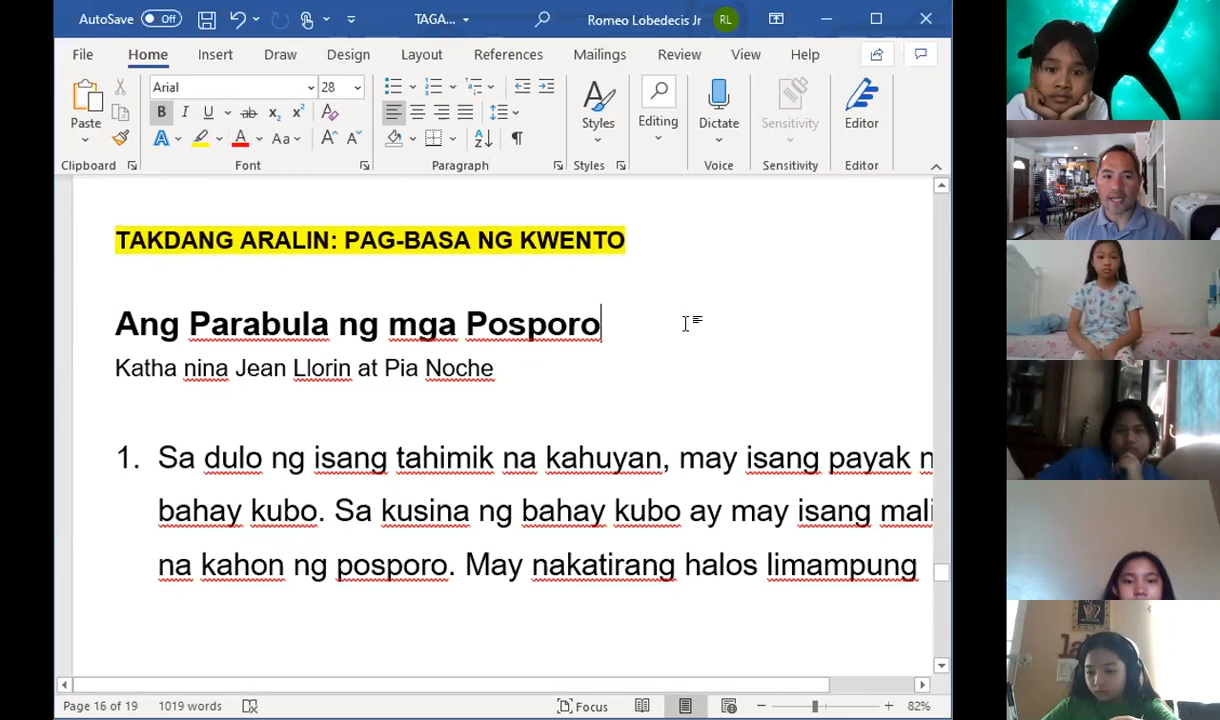 AutoSave Off TAGA... Romeo Lobedecis Jr RL
File Home Insert Draw Design Layout References Mailings Review View Help
Arial 28
Paste Styles Editing Dictate Sensitivity Editor
Clipboard Font Paragraph Styles Voice Sensitivity Editor
TAKDANG ARALIN: PAG-BASA NG KWENTO
Ang Parabula ng mga Posporo
Katha nina Jean Llorin at Pia Noche
1. Sa dulo ng isang tahimik na kahuyan, may isang payak n
bahay kubo. Sa kusina ng bahay kubo ay may isang mali
na kahon ng posporo. May nakatirang halos limampung
Page 16 of 19 1019 words Focus 82%